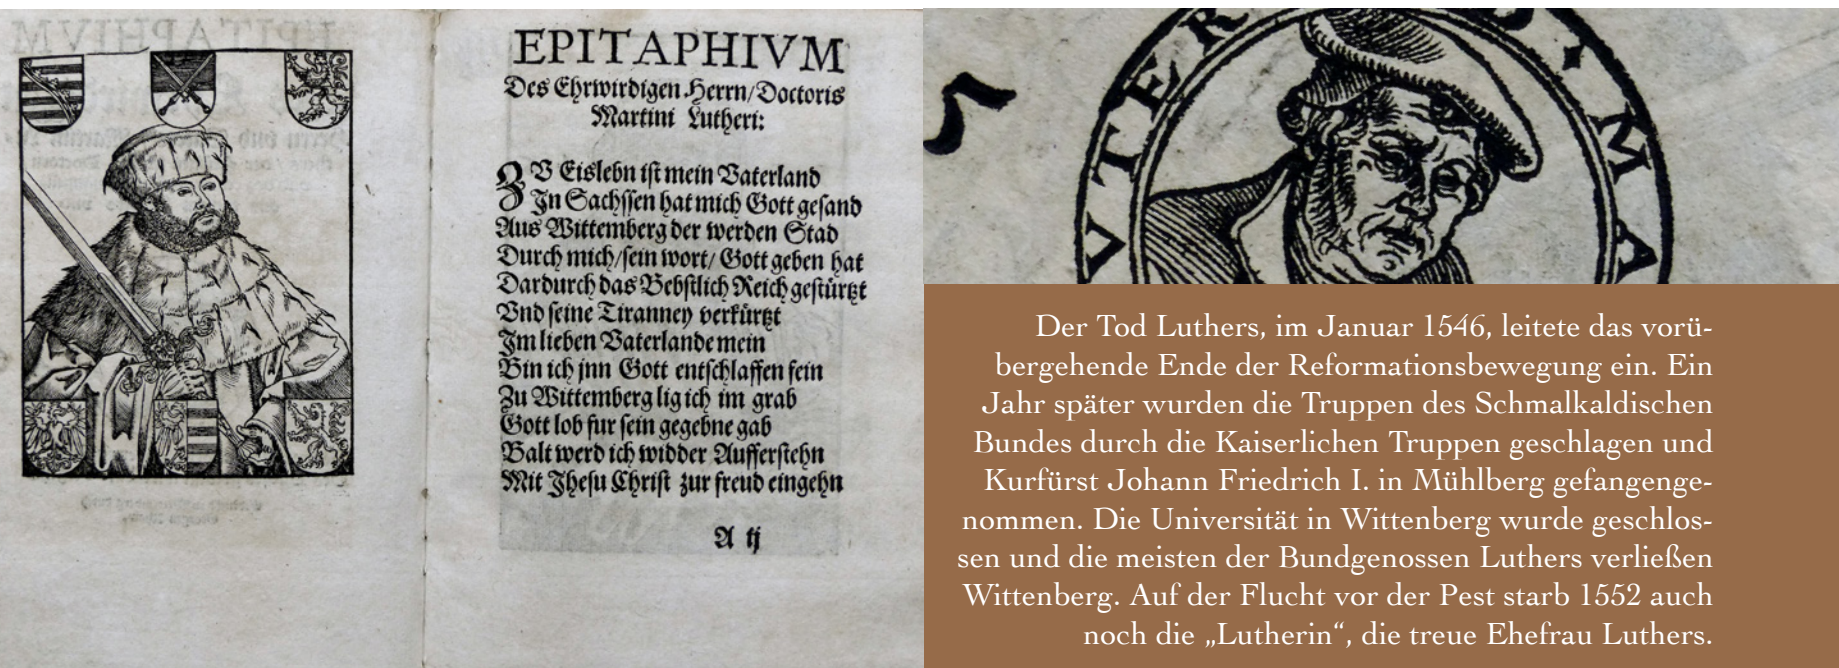 EPITAPHIVM
Des Ehrwirdigen Herrn/Doctoris
Martini Lutheri:
ZV Eislebn ist mein Vaterland
In Sachssen hat mich Gott gesand
Aus Wittemberg der werden Stad
Durch mich/sein wort/ Gott geben hat
Dardurch das Bebstlich Reich gestürtzt
Vnd seine Tiranney verkürtzt
Im lieben Vaterlande mein
Bin ich jnn Gott entschlaffen fein
Zu Wittemberg lig ich im grab
Gott lob fur sein gegebne gab
Balt werd ich widder Aufferstehn
Mit Jhesu Christ zur freud eingehn
A ij
VTER
MA
Der Tod Luthers, im Januar 1546, leitete das vorü-
bergehende Ende der Reformationsbewegung ein. Ein
Jahr später wurden die Truppen des Schmalkaldischen
Bundes durch die Kaiserlichen Truppen geschlagen und
Kurfürst Johann Friedrich I. in Mühlberg gefangenge-
nommen. Die Universität in Wittenberg wurde geschlos-
sen und die meisten der Bundgenossen Luthers verließen
Wittenberg. Auf der Flucht vor der Pest starb 1552 auch
noch die „Lutherin“, die treue Ehefrau Luthers.